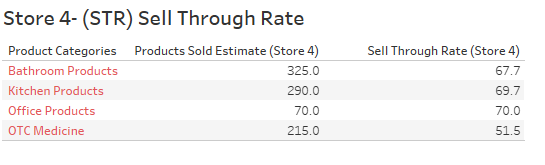 Store 4- (STR) Sell Through Rate
Product Categories Products Sold Estimate (Store 4) Sell Through Rate (Store 4)
Bathroom Products 325.0 67.7
Kitchen Products 290.0 69.7
Office Products 70.0 70.0
OTC Medicine 215.0 51.5